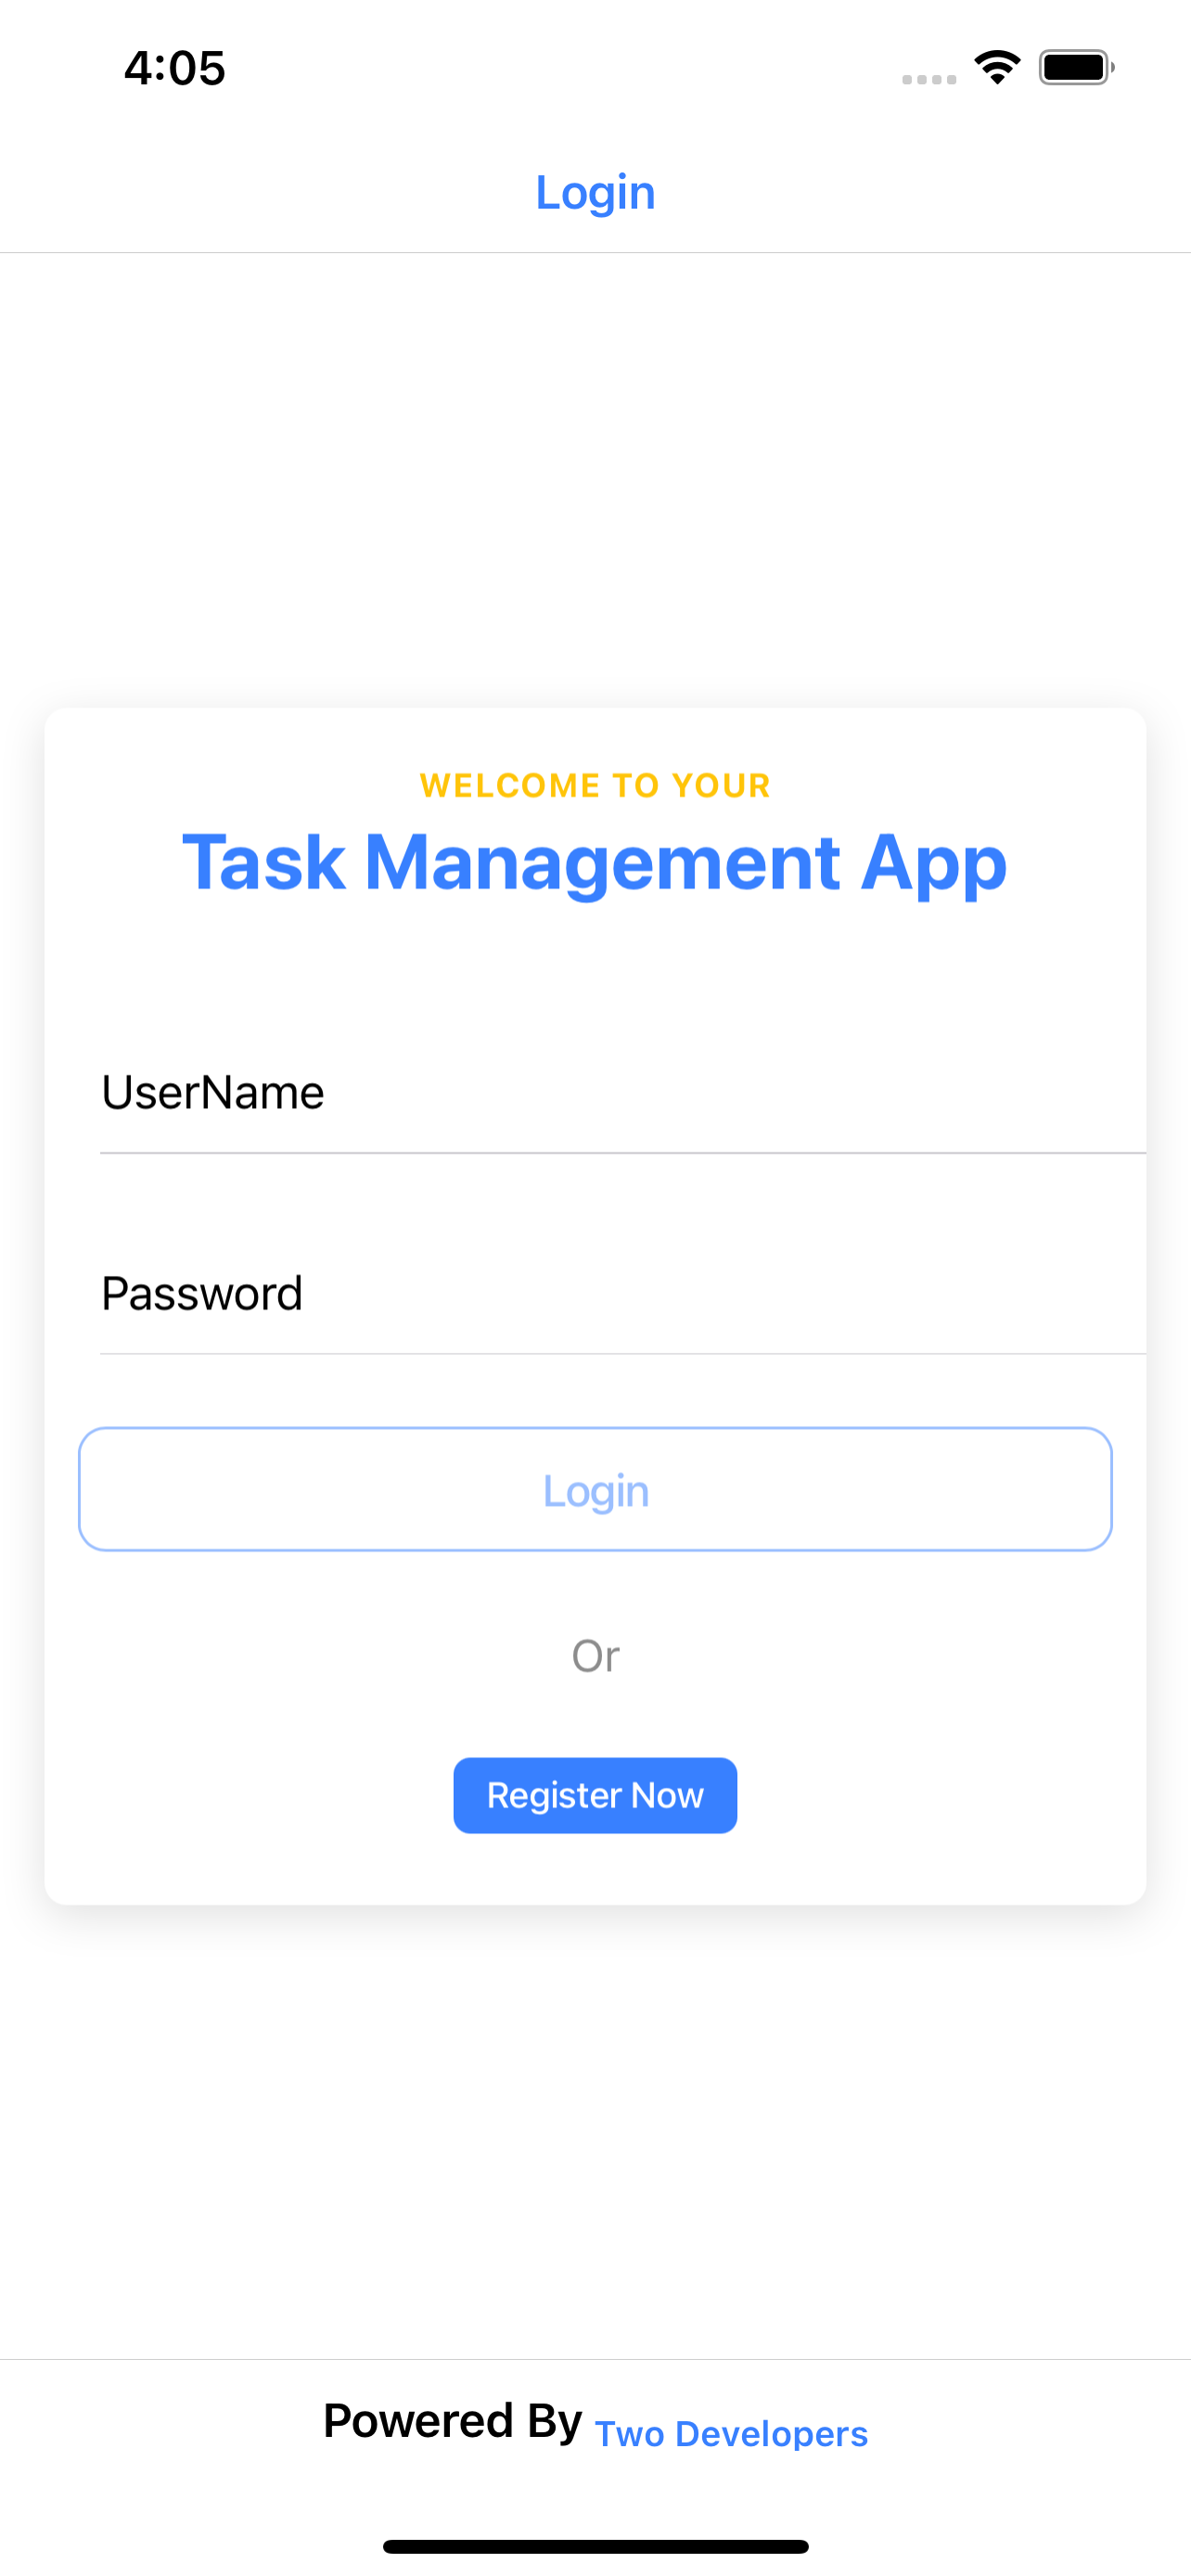 4:05
Login
WELCOME TO YOUR
Task Management App
UserName
Password
Login
Or
Register Now
Powered By Two Developers